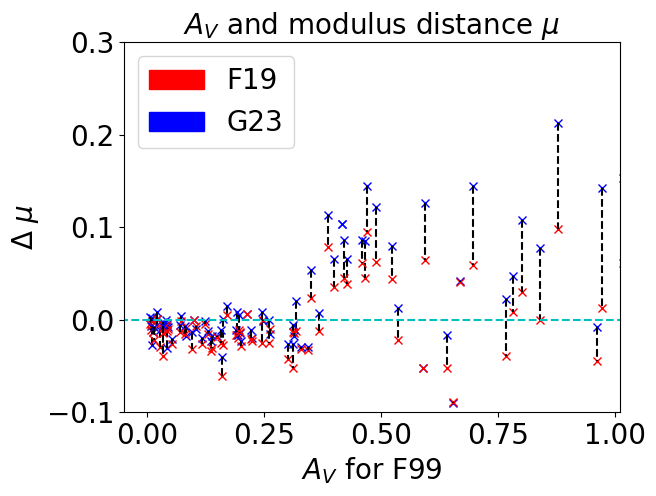 A_V and modulus distance μ
0.3
0.2
0.1
0.0
−0.1
Δ μ
F19
G23
0.00 0.25 0.50 0.75 1.00
A_V for F99